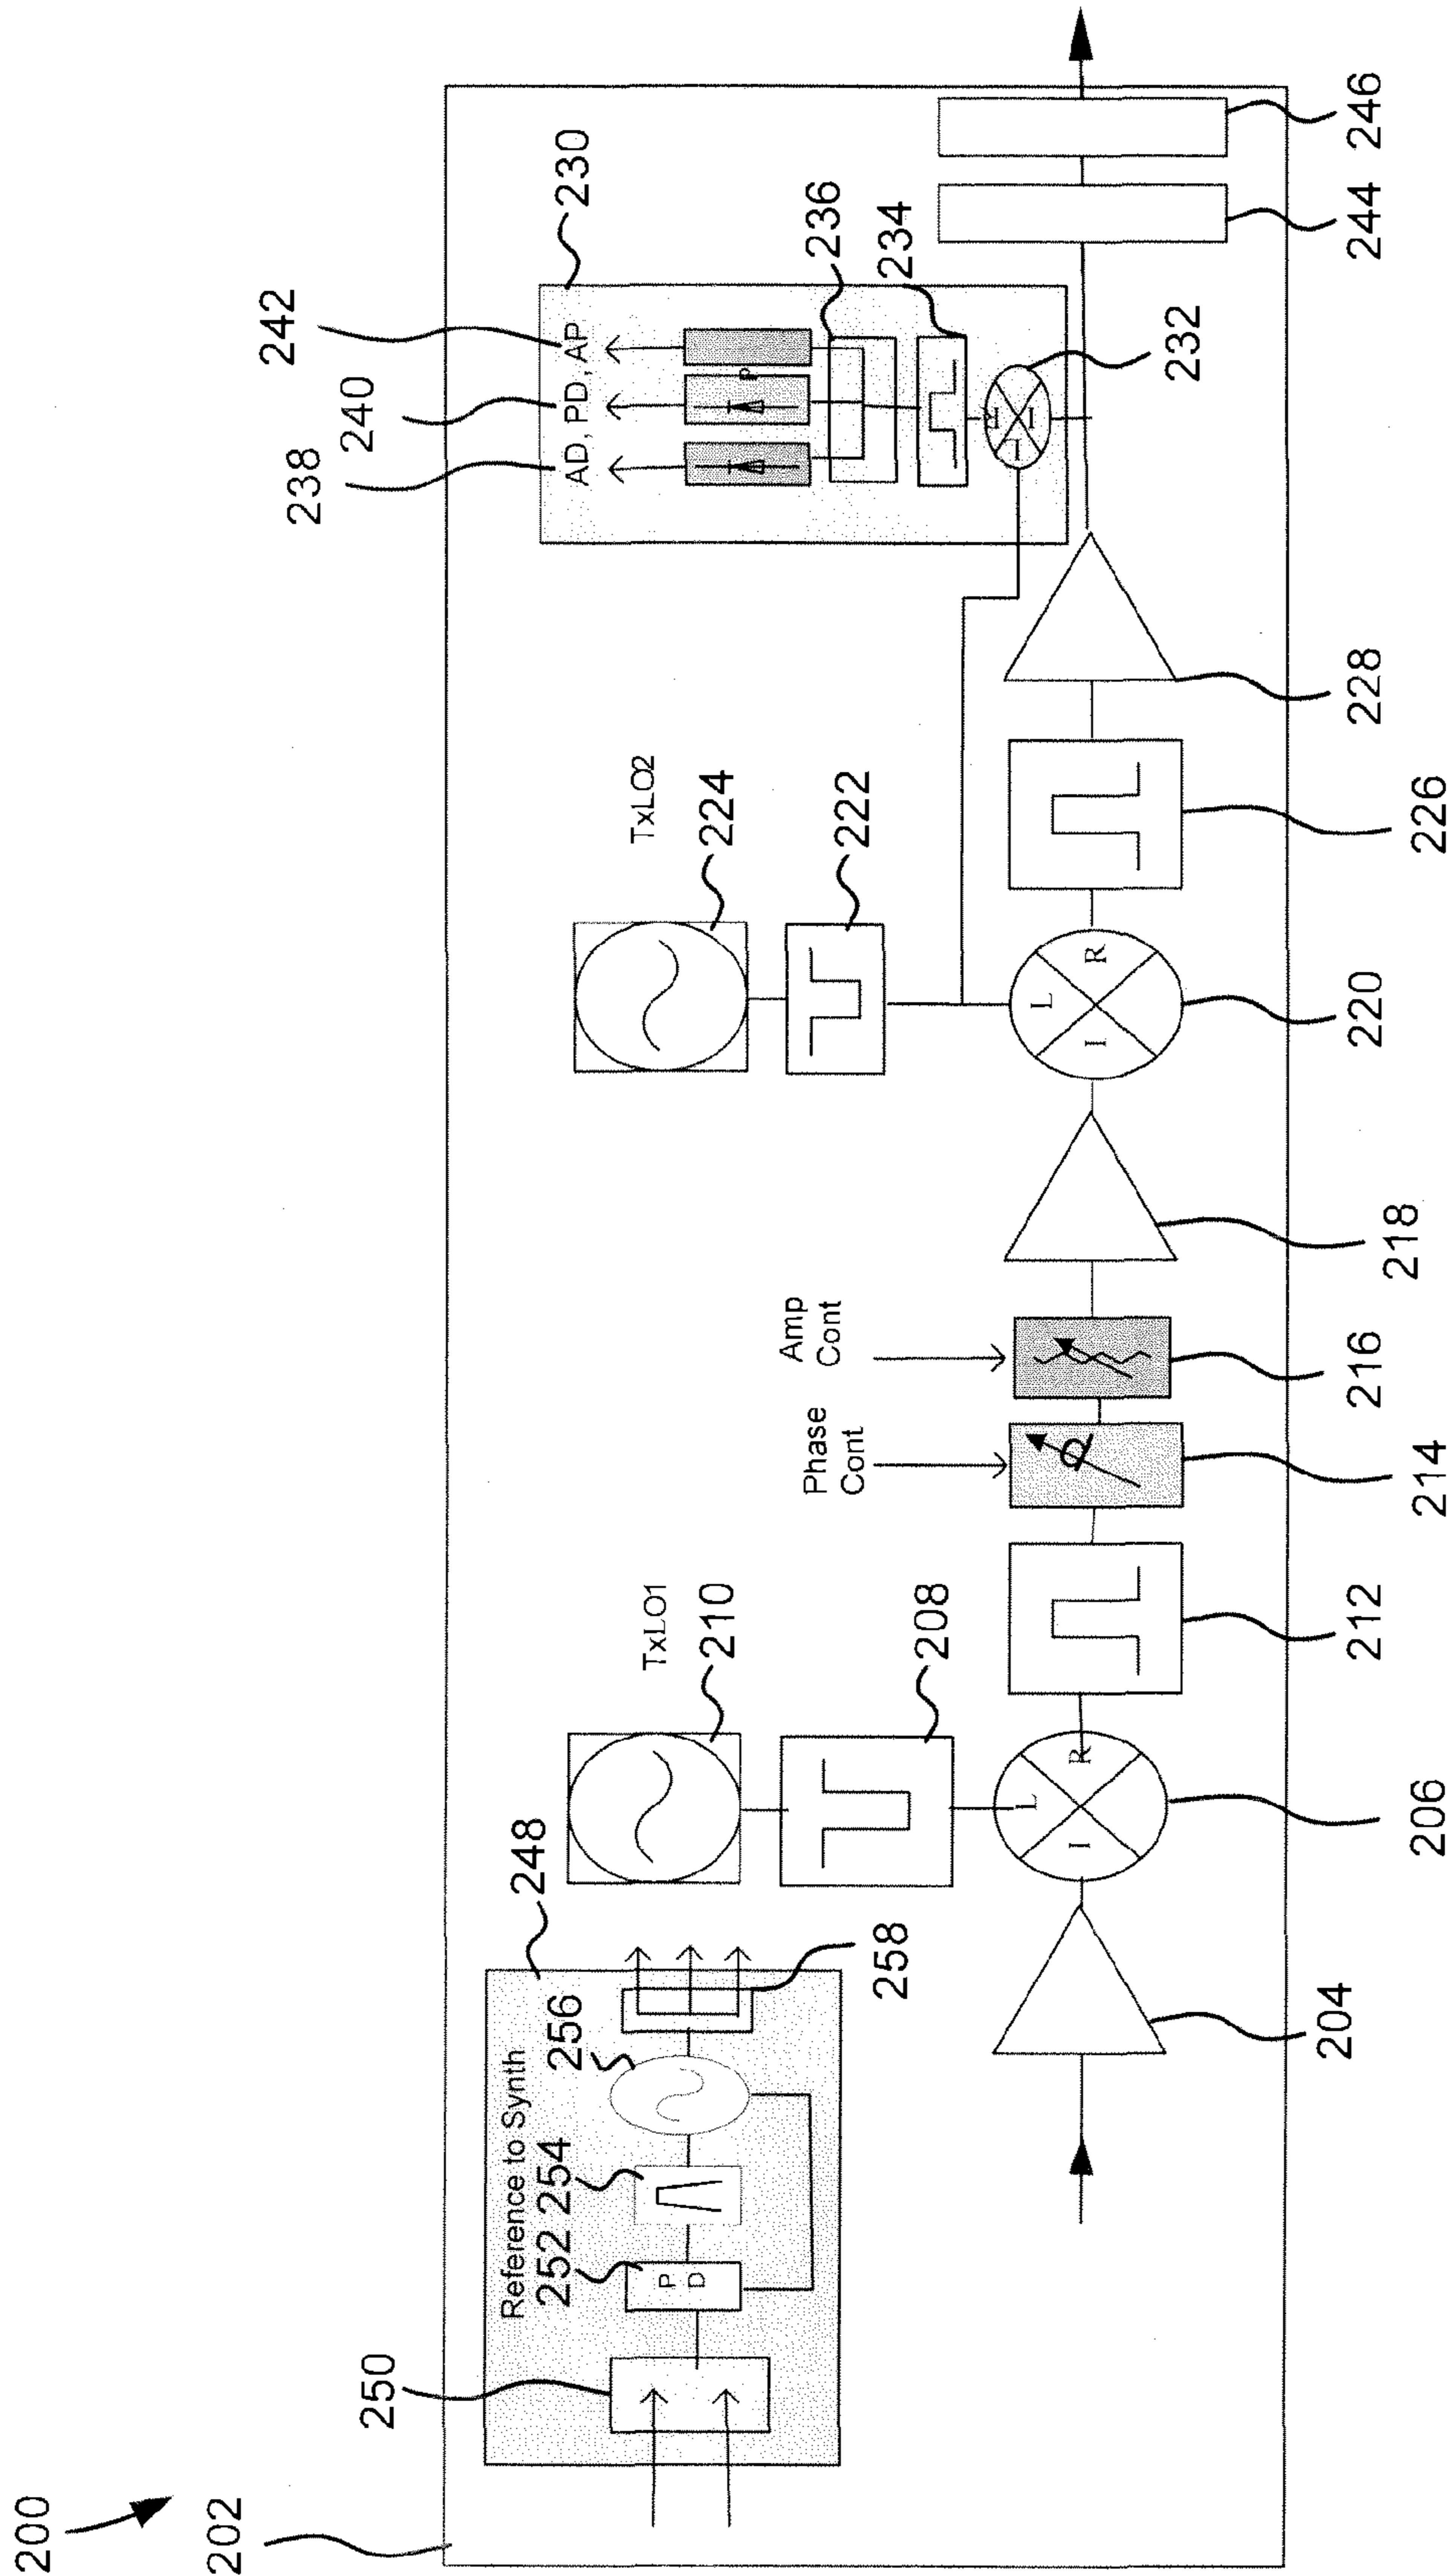 200
202
250
Reference to Synth
252
254
256
248
258
P
D
204
TxLO1
210
208
L
I
R
206
212
Phase
Cont
214
Amp
Cont
216
218
TxLO2
224
222
L
I
R
220
226
228
238
240
242
AD, PD, AP
230
P
236
234
232
244
246